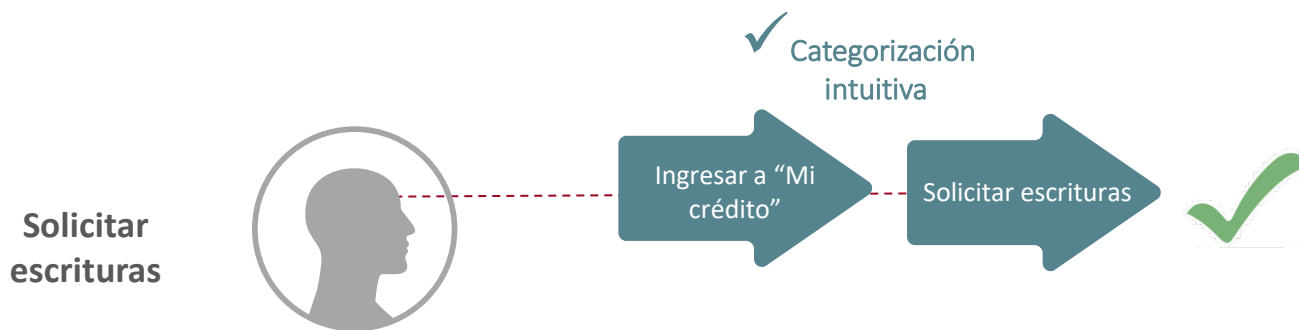 Categorización
intuitiva
Ingresar a “Mi
crédito”
Solicitar escrituras
Solicitar
escrituras